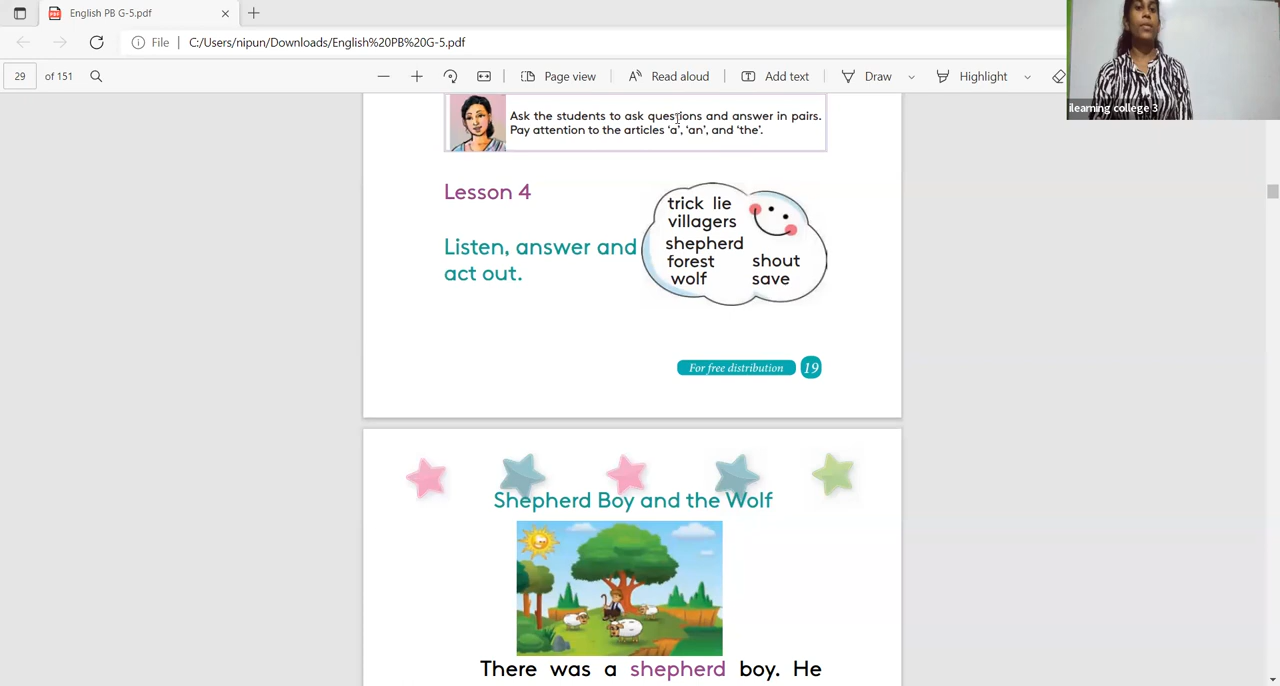 English PB G-5.pdf
File | C:/Users/nipun/Downloads/English%20PB%20G-5.pdf
29 of 151
Page view
Read aloud
Add text
Draw
Highlight
ilearning college 3
Ask the students to ask questions and answer in pairs.
Pay attention to the articles ‘a’, ‘an’, and ‘the’.
Lesson 4
Listen, answer and
act out.
trick lie
villagers
shepherd
forest shout
wolf save
For free distribution 19
Shepherd Boy and the Wolf
There was a shepherd boy. He